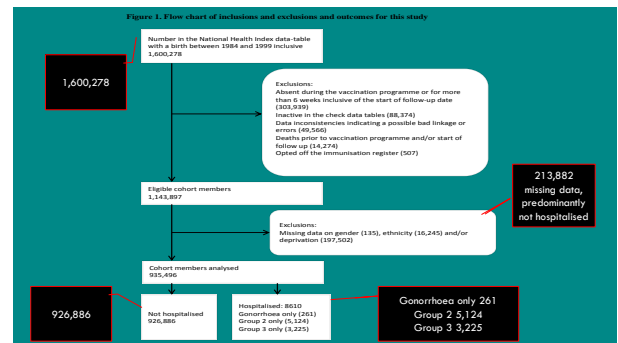 Figure 1. Flow chart of inclusions and exclusions and outcomes for this study
Number in the National Health Index data-table
with a birth between 1984 and 1999 inclusive
1,600,278
1,600,278
Exclusions:
Absent during the vaccination programme or for more
than 6 weeks inclusive of the start of follow-up date
(303,939)
Inactive in the check data tables (88,374)
Data inconsistencies indicating a possible bad linkage or
errors (49,566)
Deaths prior to vaccination programme and/or start of
follow up (14,274)
Opted off the immunisation register (507)
213,882
missing data,
predominantly
not hospitalised
Eligible cohort members
1,143,897
Exclusions:
Missing data on gender (135), ethnicity (16,245) and/or
deprivation (197,502)
Cohort members analysed
935,496
926,886
Not hospitalised
926,886
Hospitalised: 8610
Gonorrhoea only (261)
Group 2 only (5,124)
Group 3 only (3,225)
Gonorrhoea only 261
Group 2 5,124
Group 3 3,225